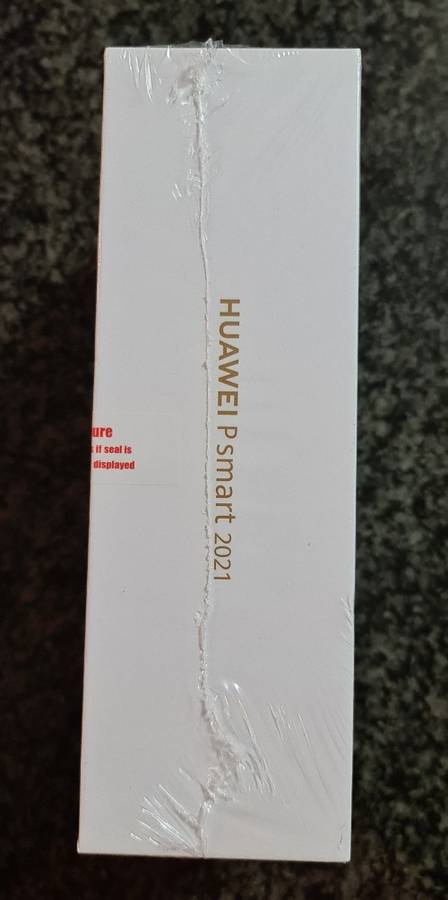 HUAWEI P smart 2021
ure
if seal is
displayed